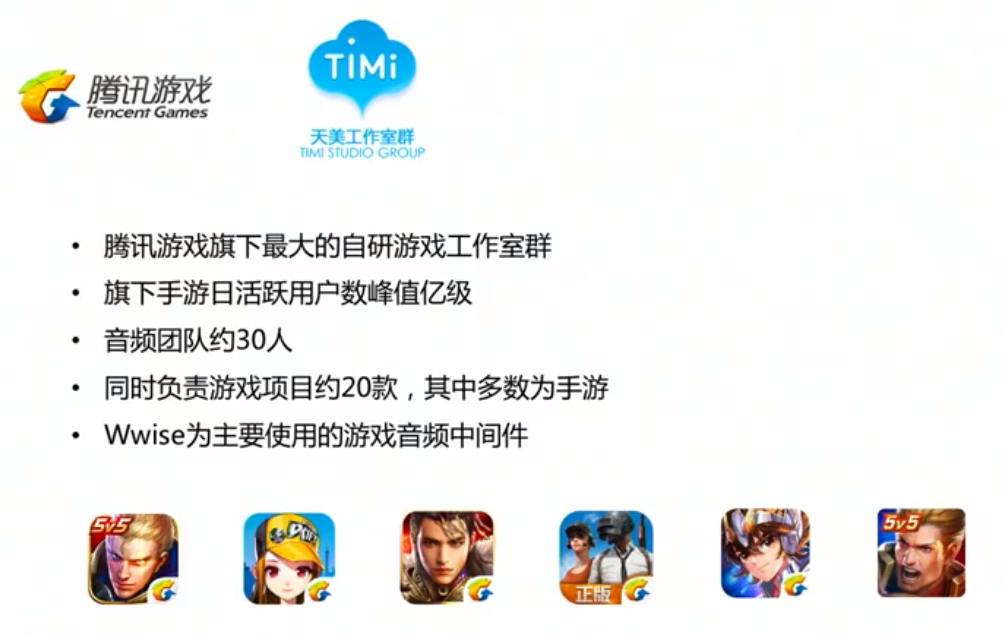 腾讯游戏
Tencent Games
TiMi
天美工作室群
TIMI STUDIO GROUP
• 腾讯游戏旗下最大的自研游戏工作室群
• 旗下手游日活跃用户数峰值亿级
• 音频团队约30人
• 同时负责游戏项目约20款，其中多数为手游
• Wwise为主要使用的游戏音频中间件
5v5
正版
5v5